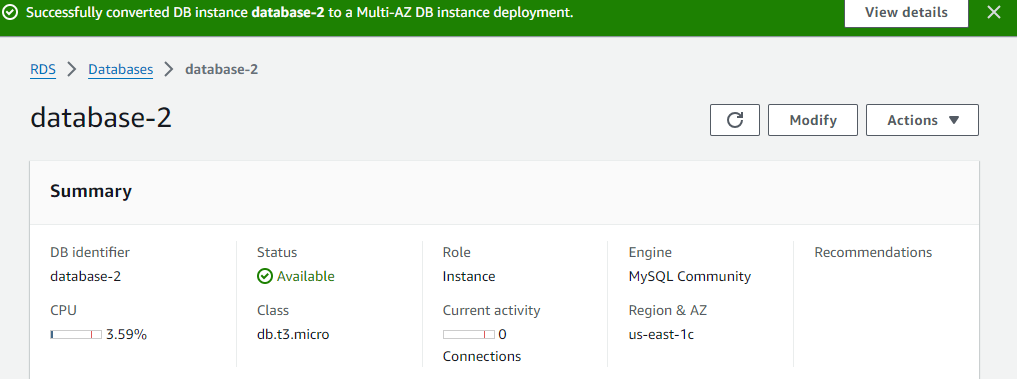 Successfully converted DB instance database-2 to a Multi-AZ DB instance deployment.
View details
RDS > Databases > database-2
database-2
Modify
Actions
Summary
DB identifier
database-2
Status
Available
Role
Instance
Engine
MySQL Community
Recommendations
CPU
3.59%
Class
db.t3.micro
Current activity
0
Connections
Region & AZ
us-east-1c